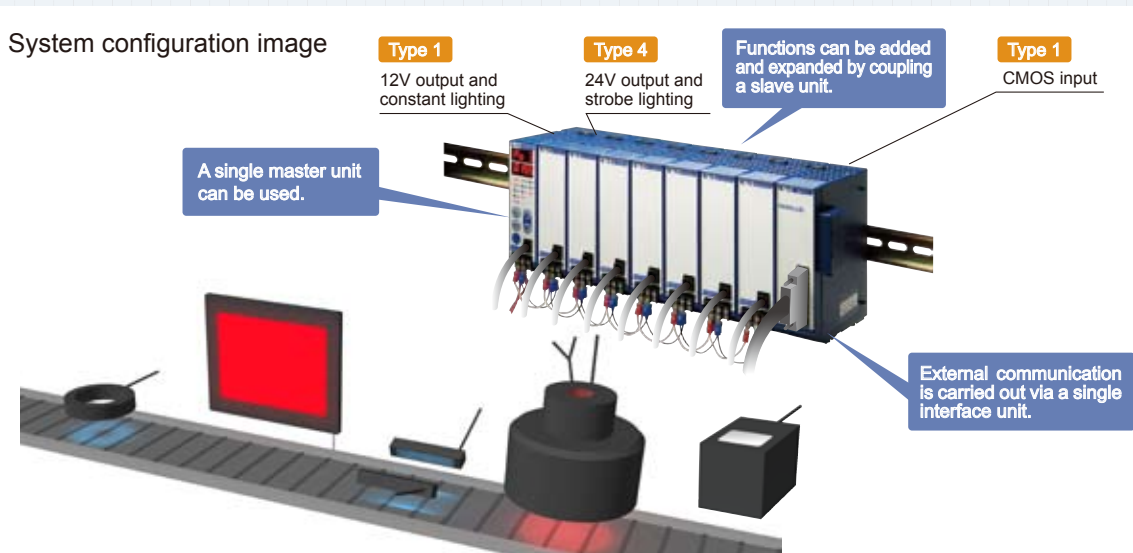 System configuration image
Type 1
12V output and
constant lighting
Type 4
24V output and
strobe lighting
Functions can be added
and expanded by coupling
a slave unit.
Type 1
CMOS input
A single master unit
can be used.
External communication
is carried out via a single
interface unit.